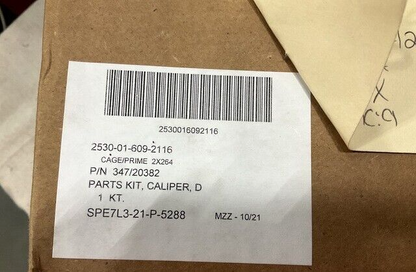 2530016092116
2530-01-609-2116
CAGE/PRIME 2X264
P/N 347/20382
PARTS KIT, CALIPER, D
1 KT.
SPE7L3-21-P-5288 MZZ - 10/21
X